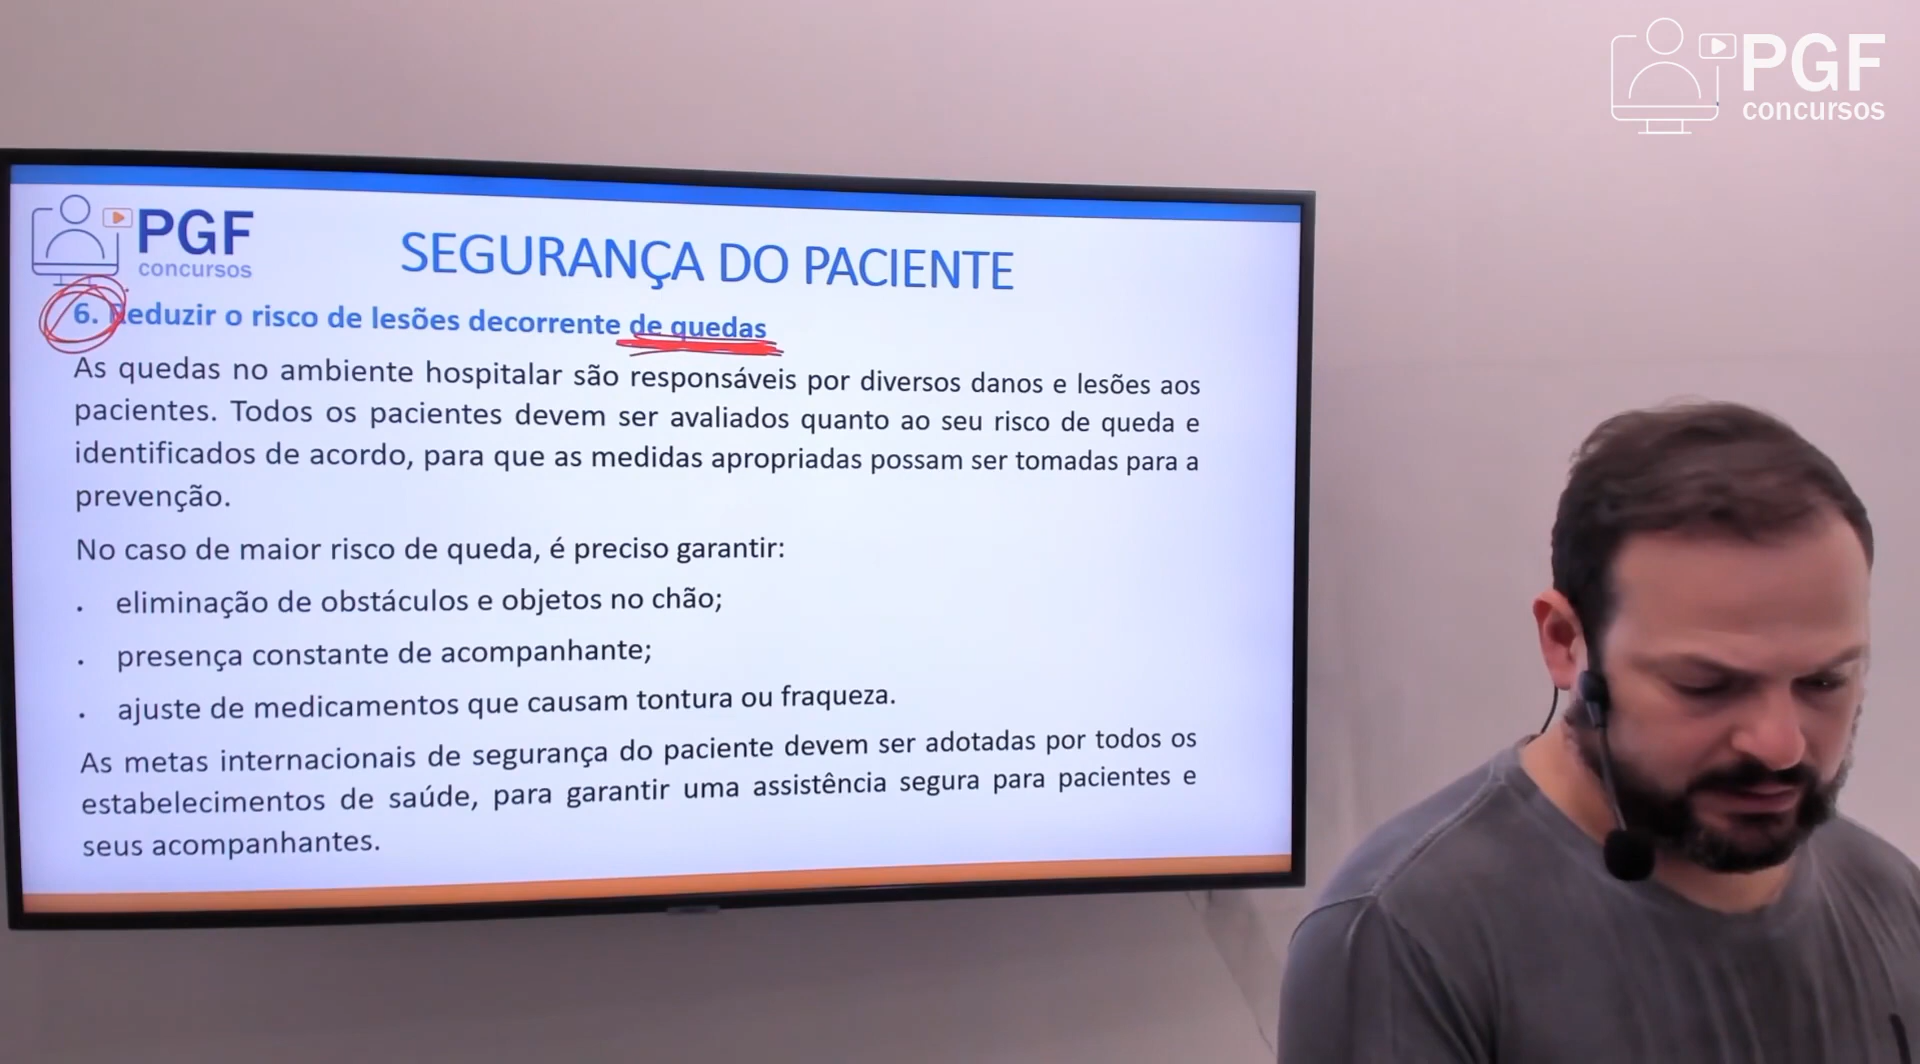 PGF
concursos
PGF
concursos
SEGURANÇA DO PACIENTE
6. Reduzir o risco de lesões decorrente de quedas
As quedas no ambiente hospitalar são responsáveis por diversos danos e lesões aos
pacientes. Todos os pacientes devem ser avaliados quanto ao seu risco de queda e
identificados de acordo, para que as medidas apropriadas possam ser tomadas para a
prevenção.
No caso de maior risco de queda, é preciso garantir:
• eliminação de obstáculos e objetos no chão;
• presença constante de acompanhante;
• ajuste de medicamentos que causam tontura ou fraqueza.
As metas internacionais de segurança do paciente devem ser adotadas por todos os
estabelecimentos de saúde, para garantir uma assistência segura para pacientes e
seus acompanhantes.